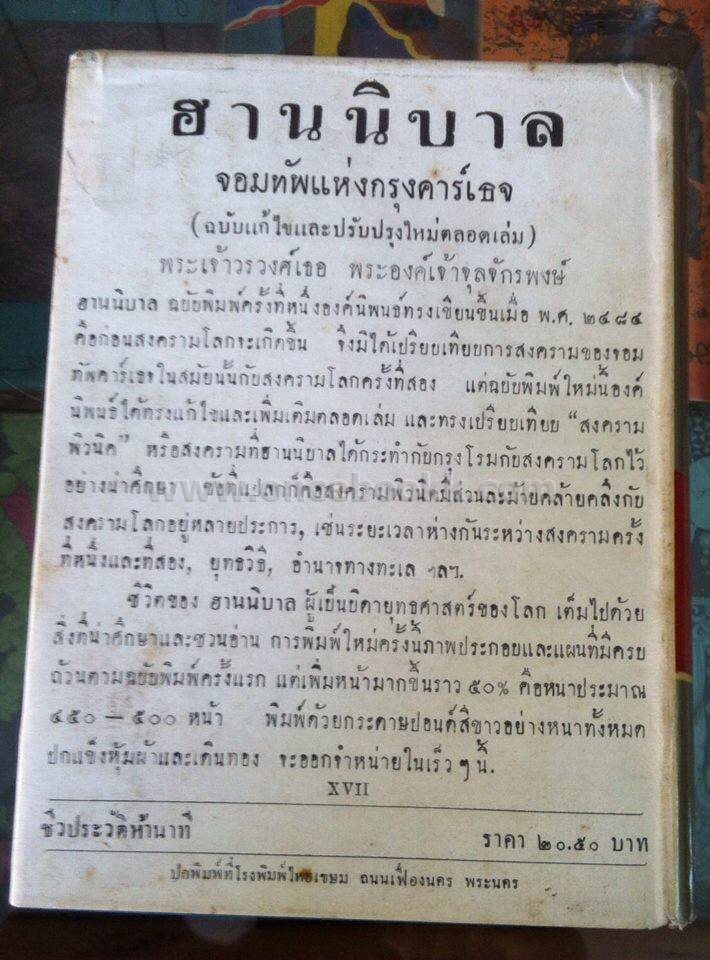 ฮานนิบาล
จอมทัพแห่งกรุงคาร์เธจ
(ฉบับแก้ไขและปรับปรุงใหม่ตลอดเล่ม)
พระเจ้าวรวงศ์เธอ พระองค์เจ้าจุลจักรพงษ์
ฮานนิบาล ฉบับพิมพ์ครั้งที่หนึ่งองค์นิพนธ์ทรงเขียนขึ้นเมื่อ พ.ศ. ๒๔๘๔
คือก่อนสงครามโลกจะเกิดขึ้น จึงมิได้เปรียบเทียบการสงครามของจอม
ทัพคาร์เธจในสมัยนั้นกับสงครามโลกครั้งที่สอง แต่ฉบับพิมพ์ใหม่นี้องค์
นิพนธ์ได้ทรงแก้ไขและเพิ่มเติมตลอดเล่ม และทรงเปรียบเทียบ “สงคราม
พิวนิค” หรือสงครามที่ฮานนิบาลได้กระทำกับกรุงโรมกับสงครามโลกไว้
อย่างน่าศึกษา ข้อที่แปลกก็คือสงครามพิวนิคมีส่วนละม้ายคล้ายคลึงกับ
สงครามโลกอยู่หลายประการ, เช่นระยะเวลาห่างกันระหว่างสงครามครั้ง
ที่หนึ่งและที่สอง, ยุทธวิธี, อำนาจทางทะเล ฯลฯ.
ชีวิตของ ฮานนิบาล ผู้เป็นบิดายุทธศาสตร์ของโลก เต็มไปด้วย
สิ่งที่น่าศึกษาและชวนอ่าน การพิมพ์ใหม่ครั้งนี้ภาพประกอบและแผนที่มีครบ
ถ้วนตามฉบับพิมพ์ครั้งแรก แต่เพิ่มหน้ามากขึ้นราว ๕๐% คือหนาประมาณ
๔๕๐ — ๕๐๐ หน้า พิมพ์ด้วยกระดาษปอนด์สีขาวอย่างหนาทั้งหมด
ปกแข็งหุ้มผ้าและเดินทอง จะออกจำหน่ายในเร็ว ๆ นี้.
XVII
ชีวประวัติห้านาที ราคา ๒๐.๕๐ บาท
ปกพิมพ์ที่โรงพิมพ์ไทยเขษม ถนนเฟื่องนคร พระนคร